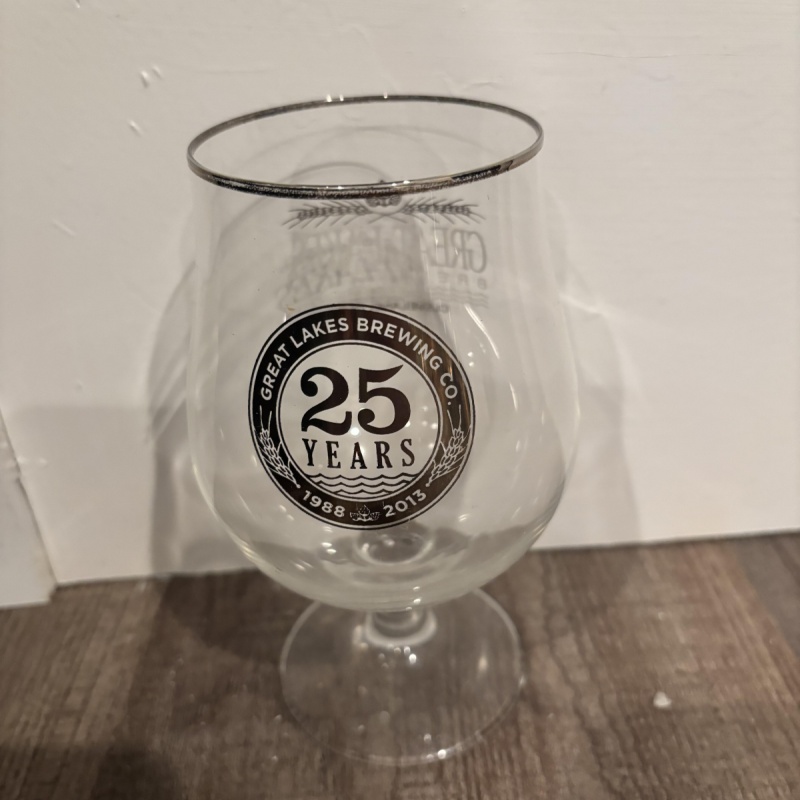 GREAT LAKES BREWING CO.
25
YEARS
1988 2013